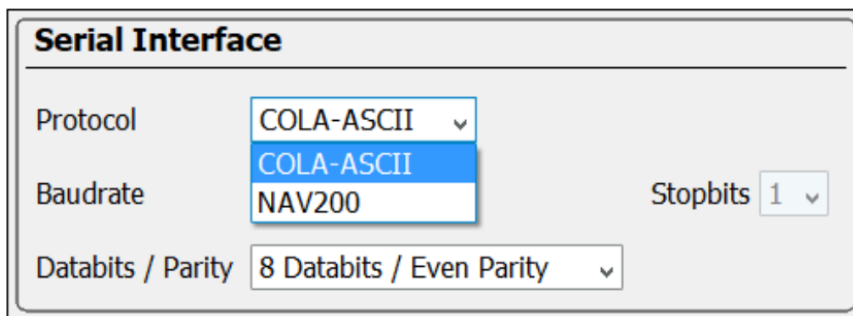 Serial Interface
Protocol COLA-ASCII
COLA-ASCII
NAV200
Baudrate Stopbits 1
Databits / Parity 8 Databits / Even Parity